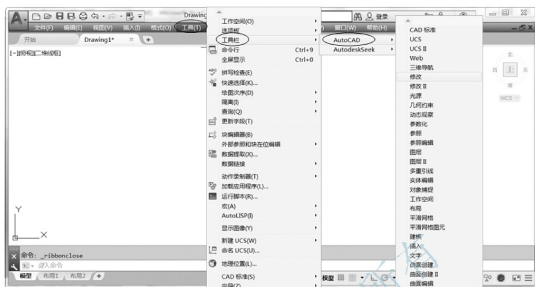 Drawing
登录
文件(F) 编辑(E) 视图(V) 插入(I) 格式(O) 工具(T) 窗口(W) 帮助(H)
开始 Drawing1* ×
[-][俯视][二维线框]
工作空间(O)
选项板
工具栏
命令行 Ctrl+9
全屏显示 Ctrl+0
拼写检查(E)
快速选择(K)...
绘图次序(D)
隔离(I)
查询(Q)
更新字段(T)
块编辑器(B)
外部参照和块在位编辑
数据提取(X)...
数据链接
动作录制器(T)
加载应用程序(L)...
运行脚本(R)...
宏(A)
AutoLISP(I)
显示图像(Y)
新建 UCS(W)
命名 UCS(U)...
地理位置(L)...
CAD 标准(S)
AutoCAD
AutodeskSeek
CAD 标准
UCS
UCS II
Web
三维导航
修改
修改 II
光源
几何约束
动态观察
参数化
参照
参照编辑
图层
图层 II
多重引线
实体编辑
对象捕捉
工作空间
布局
平滑网格
平滑网格图元
建模
插入
文字
曲面创建
曲面创建 II
曲面编辑
北
西 上 东
南
WCS
Y
X
命令: _ribbonclose
键入命令
模型 布局1 布局2 +
模型